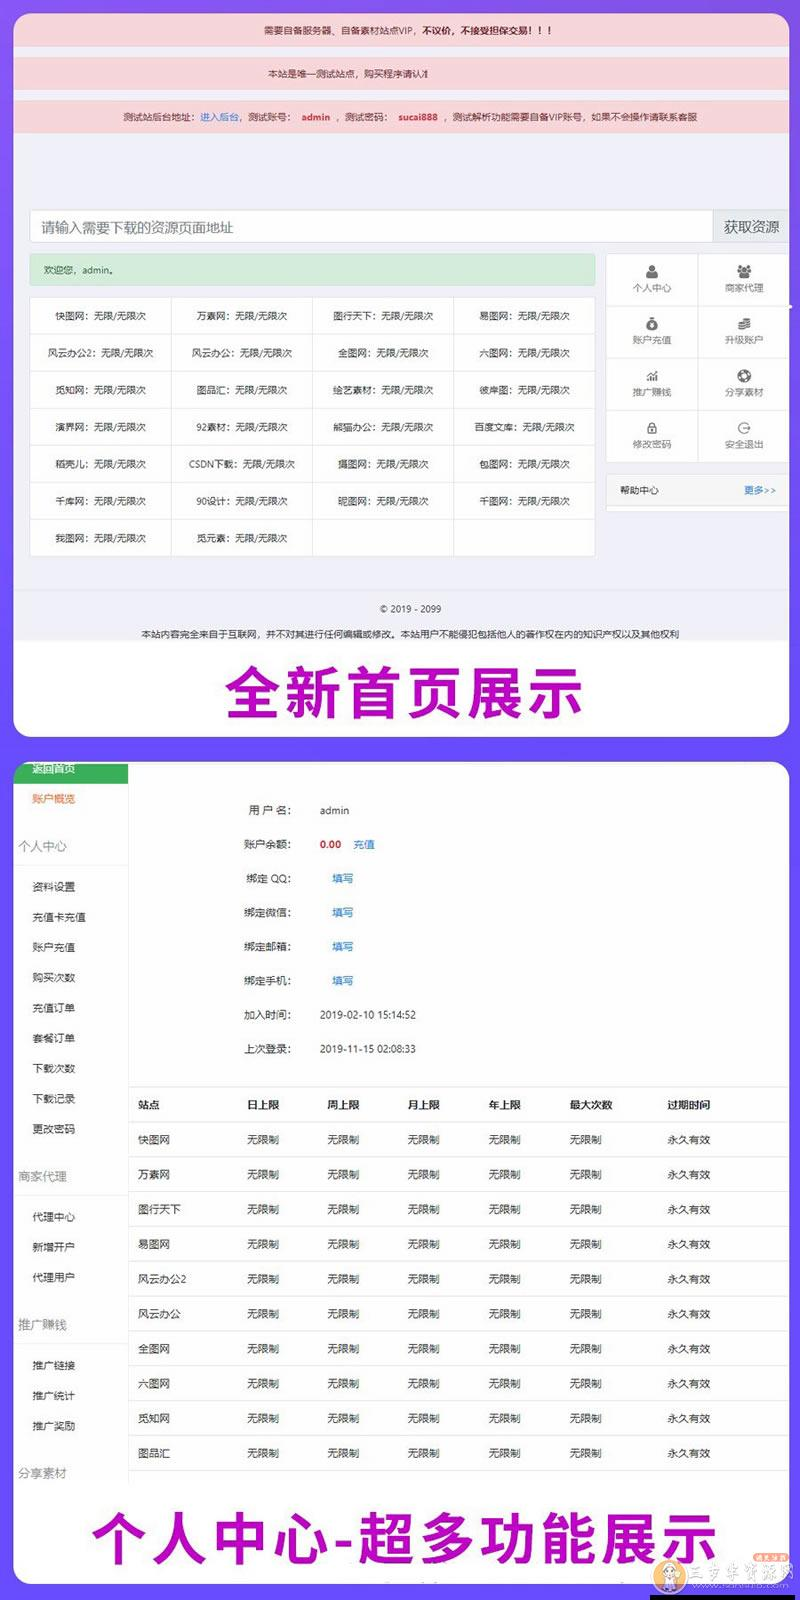 需要自备服务器、自备素材站点VIP，不议价，不接受担保交易！！！
本站是唯一测试站点，购买程序请认准
测试站后台地址：进入后台，测试账号： admin ，测试密码： sucai888 ，测试解析功能需要自备VIP账号，如果不会操作请联系客服
请输入需要下载的资源页面地址 获取资源
欢迎您，admin。
个人中心 商家代理
快图网：无限/无限次 万素网：无限/无限次 图行天下：无限/无限次 易图网：无限/无限次
账户充值 升级账户
风云办公2：无限/无限次 风云办公：无限/无限次 全图网：无限/无限次 六图网：无限/无限次
觅知网：无限/无限次 图品汇：无限/无限次 绘艺素材：无限/无限次 彼岸图：无限/无限次
推广赚钱 分享素材
演界网：无限/无限次 92素材：无限/无限次 熊猫办公：无限/无限次 百度文库：无限/无限次
修改密码 安全退出
稻壳儿：无限/无限次 CSDN下载：无限/无限次 摄图网：无限/无限次 包图网：无限/无限次
帮助中心 更多>>
千库网：无限/无限次 90设计：无限/无限次 昵图网：无限/无限次 千图网：无限/无限次
我图网：无限/无限次 觅元素：无限/无限次
© 2019 - 2099
本站内容完全来自于互联网，并不对其进行任何编辑或修改。本站用户不能侵犯包括他人的著作权在内的知识产权以及其他权利
全新首页展示
返回首页
账户概览
个人中心
资料设置
充值卡充值
账户充值
购买次数
充值订单
套餐订单
下载次数
下载记录
更改密码
商家代理
代理中心
新增开户
代理用户
推广赚钱
推广链接
推广统计
推广奖励
分享素材
用 户 名： admin
账户余额： 0.00 充值
绑定 QQ： 填写
绑定微信： 填写
绑定邮箱： 填写
绑定手机： 填写
加入时间： 2019-02-10 15:14:52
上次登录： 2019-11-15 02:08:33
站点 日上限 周上限 月上限 年上限 最大次数 过期时间
快图网 无限制 无限制 无限制 无限制 无限制 永久有效
万素网 无限制 无限制 无限制 无限制 无限制 永久有效
图行天下 无限制 无限制 无限制 无限制 无限制 永久有效
易图网 无限制 无限制 无限制 无限制 无限制 永久有效
风云办公2 无限制 无限制 无限制 无限制 无限制 永久有效
风云办公 无限制 无限制 无限制 无限制 无限制 永久有效
全图网 无限制 无限制 无限制 无限制 无限制 永久有效
六图网 无限制 无限制 无限制 无限制 无限制 永久有效
觅知网 无限制 无限制 无限制 无限制 无限制 永久有效
图品汇 无限制 无限制 无限制 无限制 无限制 永久有效
个人中心-超多功能展示